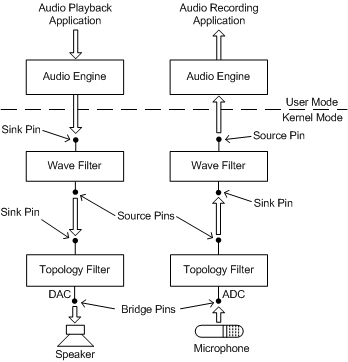 Audio Playback
Application
Audio Recording
Application
Audio Engine
Audio Engine
User Mode
Kernel Mode
Sink Pin
Source Pin
Wave Filter
Wave Filter
Sink Pin
Source Pins
Sink Pin
Topology Filter
Topology Filter
DAC
ADC
Bridge Pins
Speaker
Microphone